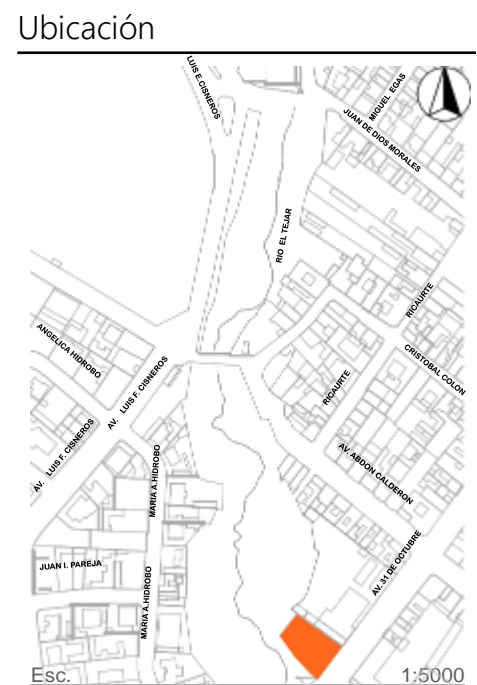 Ubicación
LUIS E.CISNEROS
MIGUEL EGAS
JUAN DE DIOS MORALES
RIO EL TEJAR
RICAURTE
ANGELICA HIDROBO
CRISTOBAL COLON
AV. LUIS F. CISNEROS
RICAURTE
AV. LUIS F. CISNEROS
MARIA A.HIDROBO
AV. ABDON CALDERON
AV. 31 DE OCTUBRE
JUAN I. PAREJA
MARIA A.HIDROBO
Esc. 1:5000